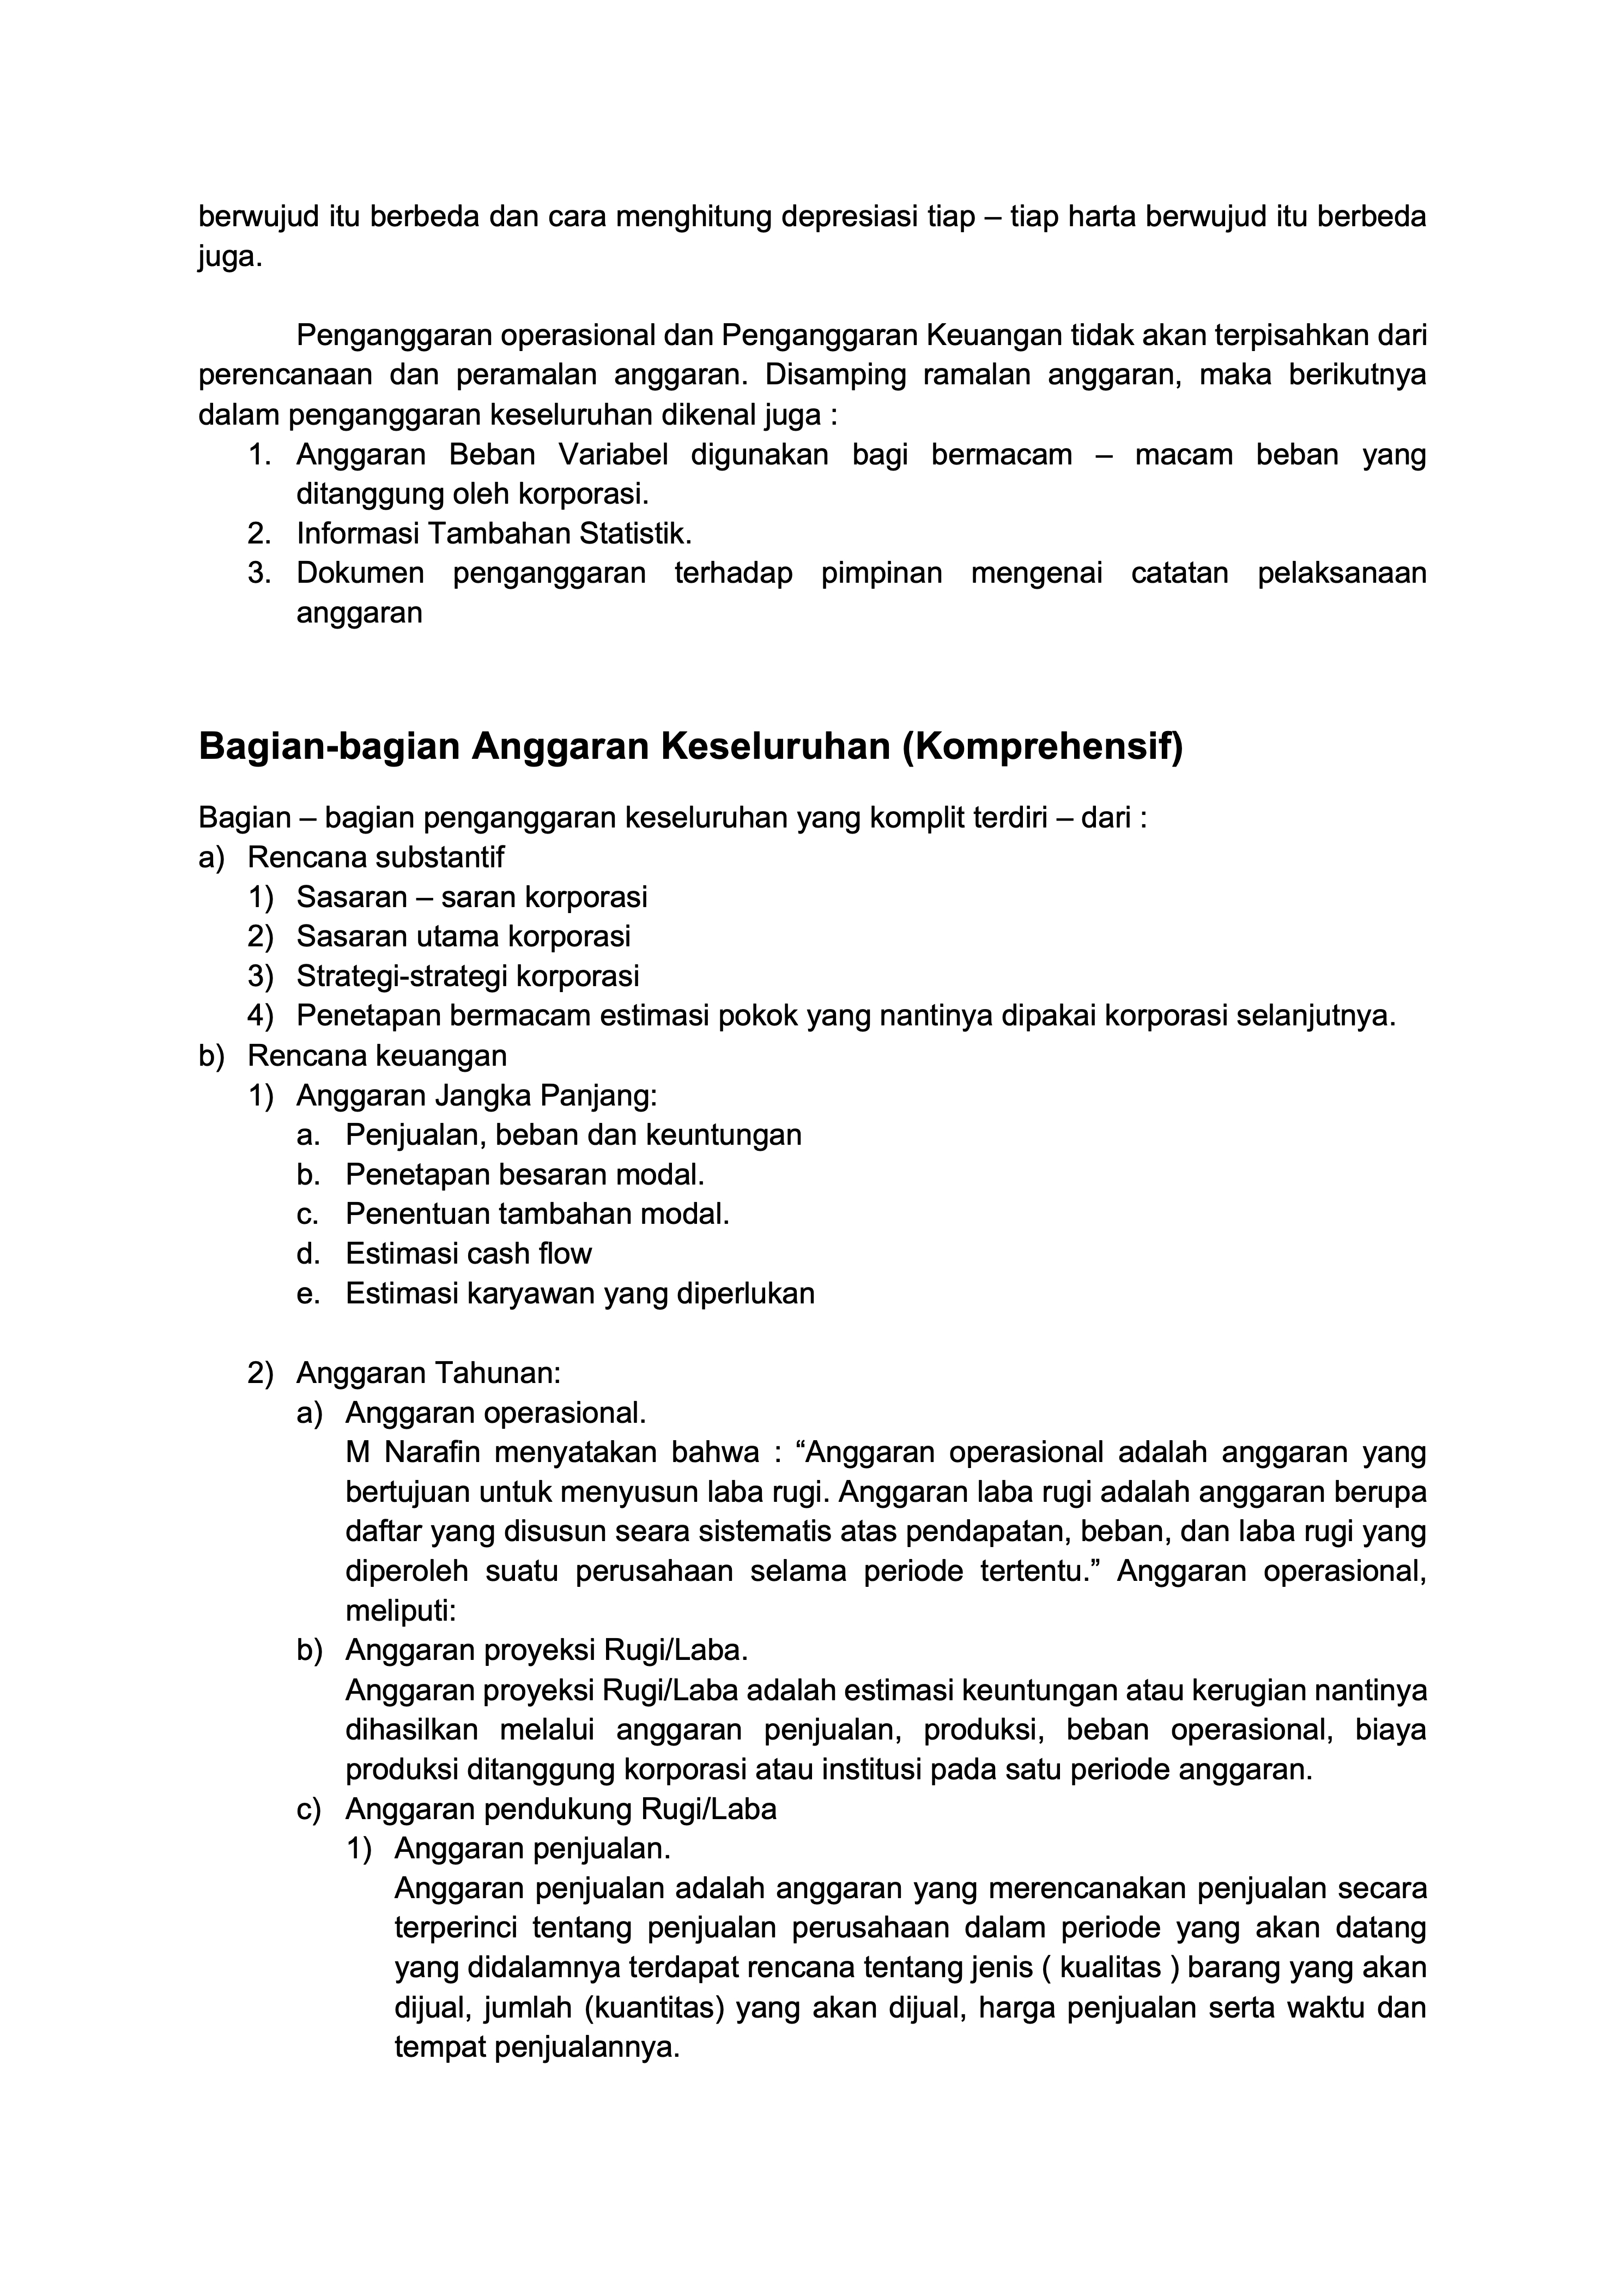 berwujud itu berbeda dan cara menghitung depresiasi tiap – tiap harta berwujud itu berbeda
juga.
Penganggaran operasional dan Penganggaran Keuangan tidak akan terpisahkan dari
perencanaan dan peramalan anggaran. Disamping ramalan anggaran, maka berikutnya
dalam penganggaran keseluruhan dikenal juga :
1. Anggaran Beban Variabel digunakan bagi bermacam – macam beban yang
ditanggung oleh korporasi.
2. Informasi Tambahan Statistik.
3. Dokumen penganggaran terhadap pimpinan mengenai catatan pelaksanaan
anggaran
Bagian-bagian Anggaran Keseluruhan (Komprehensif)
Bagian – bagian penganggaran keseluruhan yang komplit terdiri – dari :
a) Rencana substantif
1) Sasaran – saran korporasi
2) Sasaran utama korporasi
3) Strategi-strategi korporasi
4) Penetapan bermacam estimasi pokok yang nantinya dipakai korporasi selanjutnya.
b) Rencana keuangan
1) Anggaran Jangka Panjang:
a. Penjualan, beban dan keuntungan
b. Penetapan besaran modal.
c. Penentuan tambahan modal.
d. Estimasi cash flow
e. Estimasi karyawan yang diperlukan
2) Anggaran Tahunan:
a) Anggaran operasional.
M Narafin menyatakan bahwa : “Anggaran operasional adalah anggaran yang
bertujuan untuk menyusun laba rugi. Anggaran laba rugi adalah anggaran berupa
daftar yang disusun seara sistematis atas pendapatan, beban, dan laba rugi yang
diperoleh suatu perusahaan selama periode tertentu.” Anggaran operasional,
meliputi:
b) Anggaran proyeksi Rugi/Laba.
Anggaran proyeksi Rugi/Laba adalah estimasi keuntungan atau kerugian nantinya
dihasilkan melalui anggaran penjualan, produksi, beban operasional, biaya
produksi ditanggung korporasi atau institusi pada satu periode anggaran.
c) Anggaran pendukung Rugi/Laba
1) Anggaran penjualan.
Anggaran penjualan adalah anggaran yang merencanakan penjualan secara
terperinci tentang penjualan perusahaan dalam periode yang akan datang
yang didalamnya terdapat rencana tentang jenis ( kualitas ) barang yang akan
dijual, jumlah (kuantitas) yang akan dijual, harga penjualan serta waktu dan
tempat penjualannya.